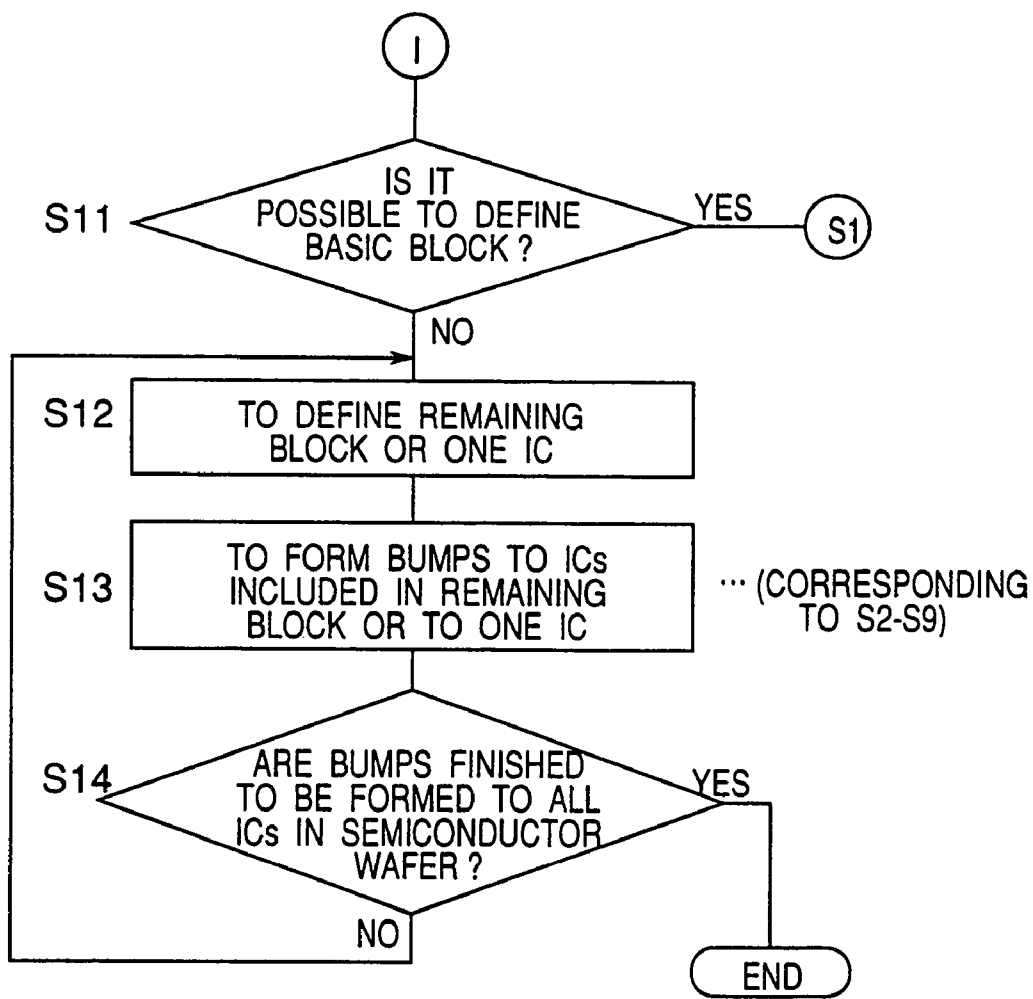 I
S11
IS IT
POSSIBLE TO DEFINE
BASIC BLOCK?
YES
S1
NO
S12
TO DEFINE REMAINING
BLOCK OR ONE IC
S13
TO FORM BUMPS TO ICs
INCLUDED IN REMAINING
BLOCK OR TO ONE IC
... (CORRESPONDING
TO S2-S9)
S14
ARE BUMPS FINISHED
TO BE FORMED TO ALL
ICs IN SEMICONDUCTOR
WAFER?
YES
NO
END